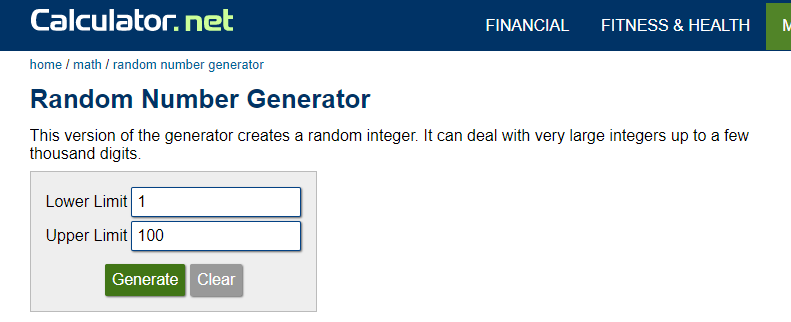 Calculator.net
FINANCIAL FITNESS & HEALTH
home / math / random number generator
Random Number Generator
This version of the generator creates a random integer. It can deal with very large integers up to a few
thousand digits.
Lower Limit 1
Upper Limit 100
Generate Clear